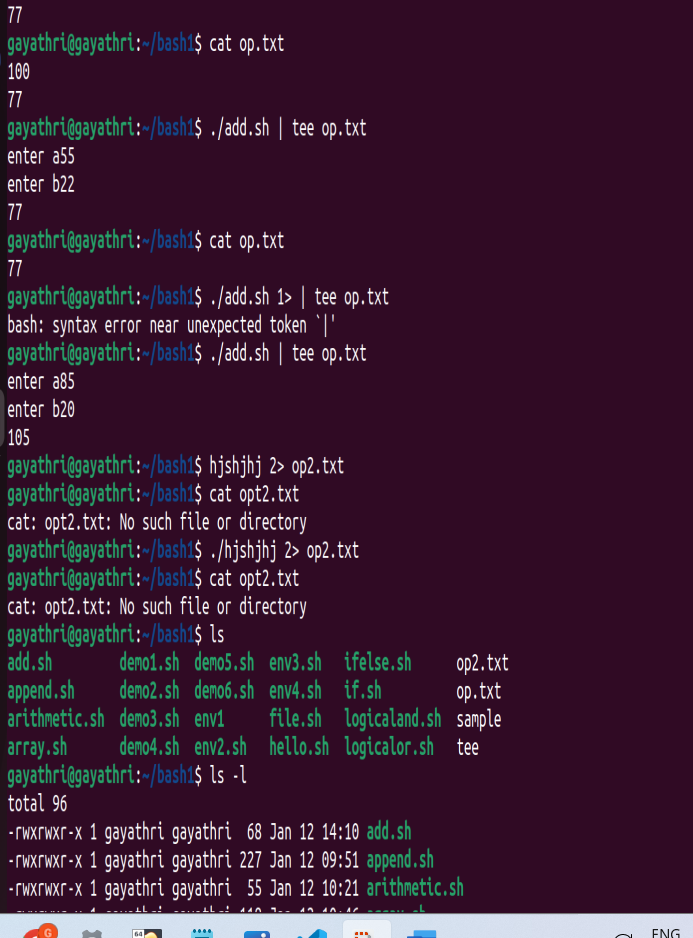 77
gayathri@gayathri:~/bash1$ cat op.txt
100
77
gayathri@gayathri:~/bash1$ ./add.sh | tee op.txt
enter a55
enter b22
77
gayathri@gayathri:~/bash1$ cat op.txt
77
gayathri@gayathri:~/bash1$ ./add.sh 1> | tee op.txt
bash: syntax error near unexpected token `|'
gayathri@gayathri:~/bash1$ ./add.sh | tee op.txt
enter a85
enter b20
105
gayathri@gayathri:~/bash1$ hjshjhj 2> op2.txt
gayathri@gayathri:~/bash1$ cat opt2.txt
cat: opt2.txt: No such file or directory
gayathri@gayathri:~/bash1$ ./hjshjhj 2> op2.txt
gayathri@gayathri:~/bash1$ cat opt2.txt
cat: opt2.txt: No such file or directory
gayathri@gayathri:~/bash1$ ls
add.sh demo1.sh demo5.sh env3.sh ifelse.sh op2.txt
append.sh demo2.sh demo6.sh env4.sh if.sh op.txt
arithmetic.sh demo3.sh env1 file.sh logicaland.sh sample
array.sh demo4.sh env2.sh hello.sh logicalor.sh tee
gayathri@gayathri:~/bash1$ ls -l
total 96
-rwxrwxr-x 1 gayathri gayathri 68 Jan 12 14:10 add.sh
-rwxrwxr-x 1 gayathri gayathri 227 Jan 12 09:51 append.sh
-rwxrwxr-x 1 gayathri gayathri 55 Jan 12 10:21 arithmetic.sh
G
64
ENG